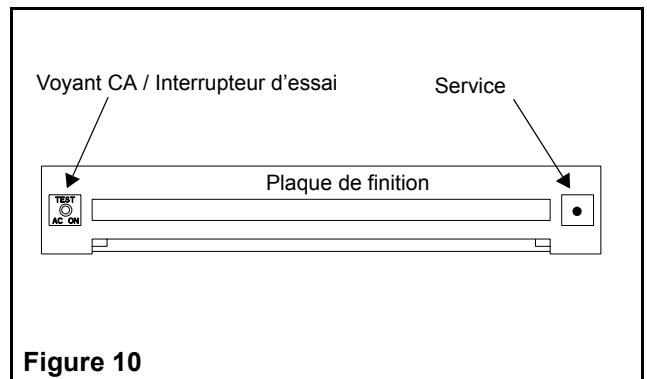 Voyant CA / Interrupteur d’essai
Service
Plaque de finition
TEST
AC ON
Figure 10